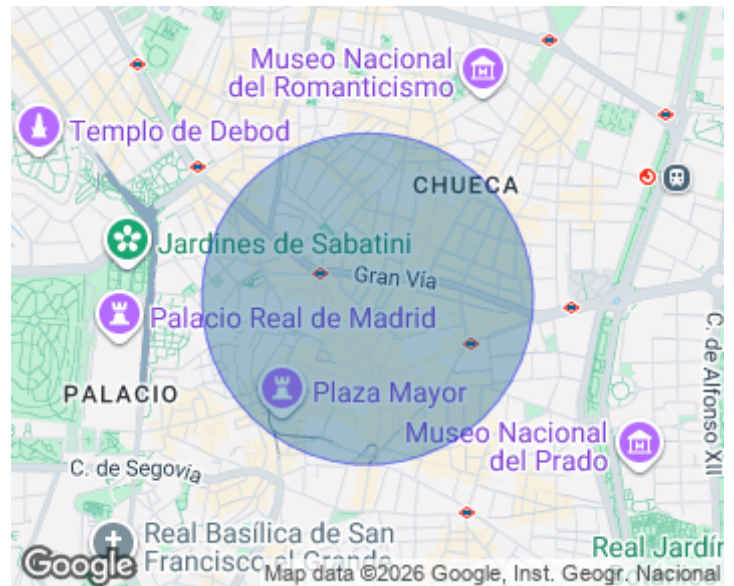 Museo Nacional
del Romanticismo
Templo de Debod
CHUECA
Jardines de Sabatini
Gran Vía
Palacio Real de Madrid
C. de Alfonso XII
PALACIO
Plaza Mayor
Museo Nacional
del Prado
C. de Segovia
Real Basílica de San
Francisco el Grande
Real Jardín
Google
Map data ©2026 Google, Inst. Geogr. Nacional